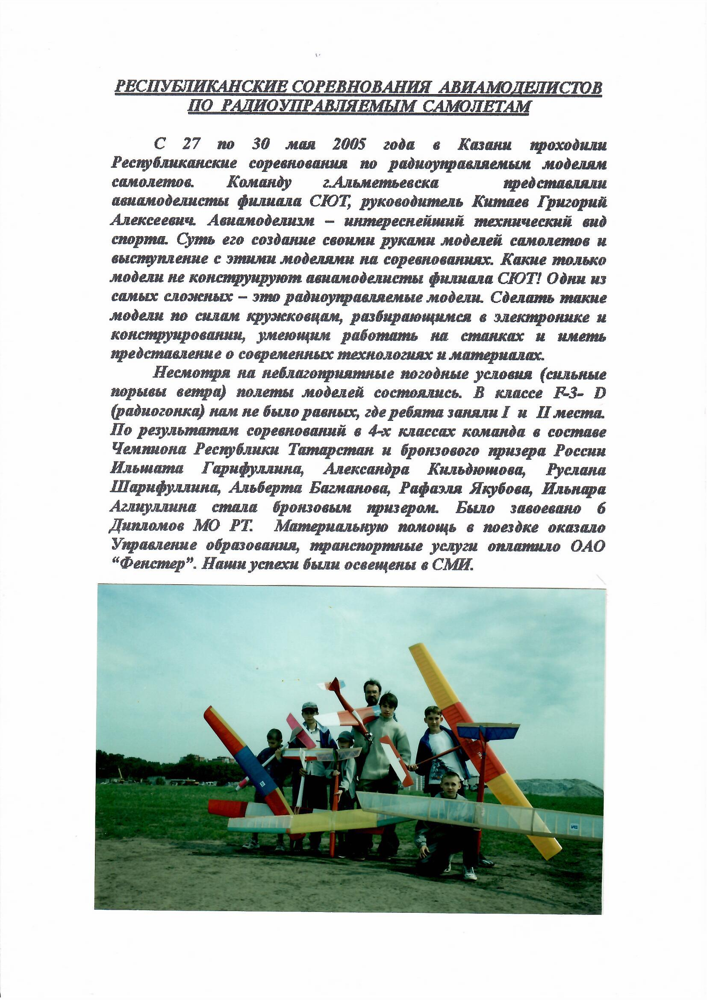 РЕСПУБЛИКАНСКИЕ СОРЕВНОВАНИЯ АВИАМОДЕЛИСТОВ
ПО РАДИОУПРАВЛЯЕМЫМ САМОЛЕТАМ
С 27 по 30 мая 2005 года в Казани проходили
Республиканские соревнования по радиоуправляемым моделям
самолетов. Команду г.Альметьевска представляли
авиамоделисты филиала СЮТ, руководитель Китаев Григорий
Алексеевич. Авиамоделизм – интереснейший технический вид
спорта. Суть его создание своими руками моделей самолетов и
выступление с этими моделями на соревнованиях. Какие только
модели не конструируют авиамоделисты филиала СЮТ! Одни из
самых сложных – это радиоуправляемые модели. Сделать такие
модели по силам кружковцам, разбирающимся в электронике и
конструировании, умеющим работать на станках и иметь
представление о современных технологиях и материалах.
Несмотря на неблагоприятные погодные условия (сильные
порывы ветра) полеты моделей состоялись. В классе F-3- D
(радиогонка) нам не было равных, где ребята заняли I и II места.
По результатам соревнований в 4-х классах команда в составе
Чемпиона Республики Татарстан и бронзового призера России
Ильшата Гарифуллина, Александра Кильдюшова, Руслана
Шарифуллина, Альберта Багманова, Рафаэля Якубова, Ильнара
Аглиуллина стала бронзовым призером. Было завоевано 6
Дипломов МО РТ. Материальную помощь в поездке оказало
Управление образования, транспортные услуги оплатило ОАО
“Фенстер”. Наши успехи были освещены в СМИ.